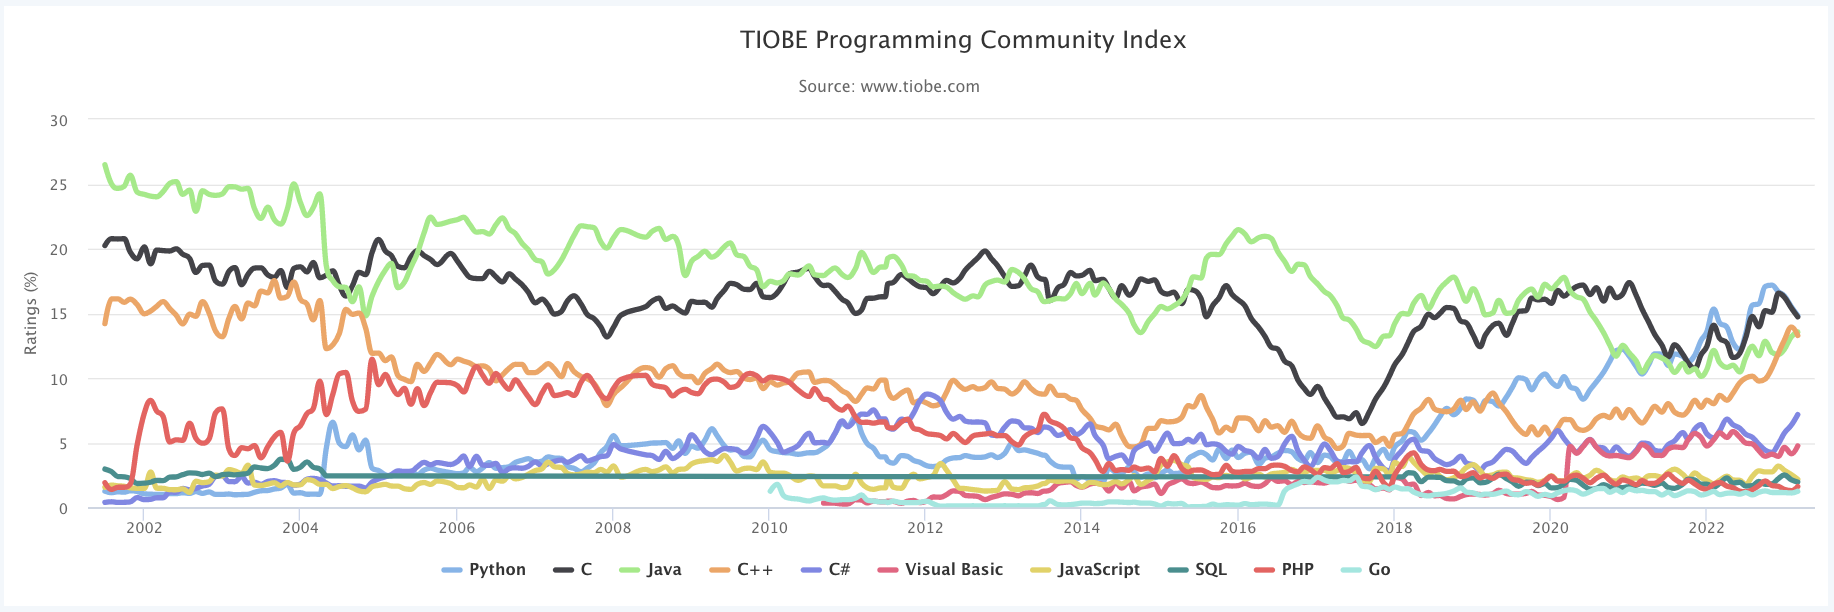 TIOBE Programming Community Index
Source: www.tiobe.com
Ratings (%)
30
25
20
15
10
5
0
2002 2004 2006 2008 2010 2012 2014 2016 2018 2020 2022
Python C Java C++ C# Visual Basic JavaScript SQL PHP Go